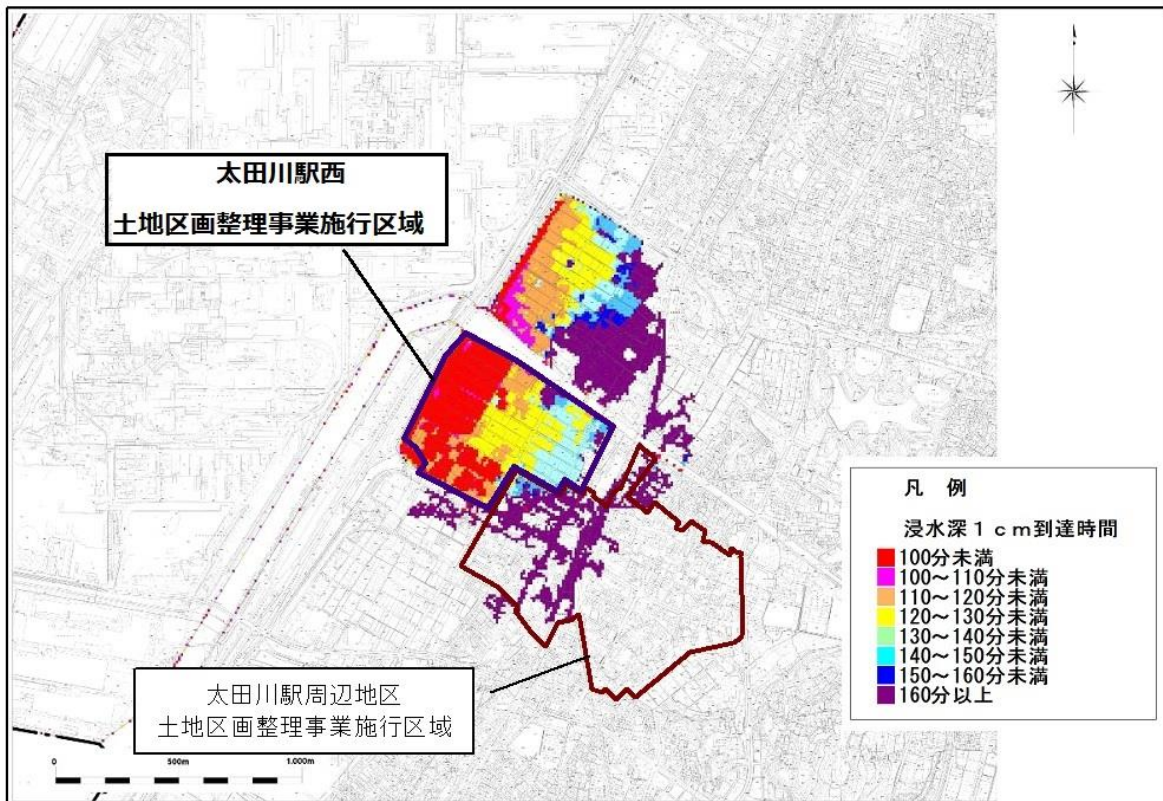 太田川駅西
土地区画整理事業施行区域
凡 例
浸水深1cm到達時間
100分未満
100～110分未満
110～120分未満
120～130分未満
130～140分未満
140～150分未満
150～160分未満
160分以上
太田川駅周辺地区
土地区画整理事業施行区域
0 500m 1,000m